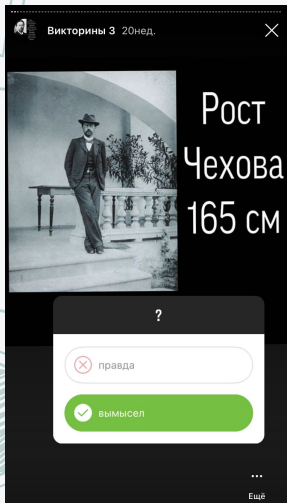 Викторины 3 20нед.
Рост
Чехова
165 см
?
правда
вымысел
Ещё